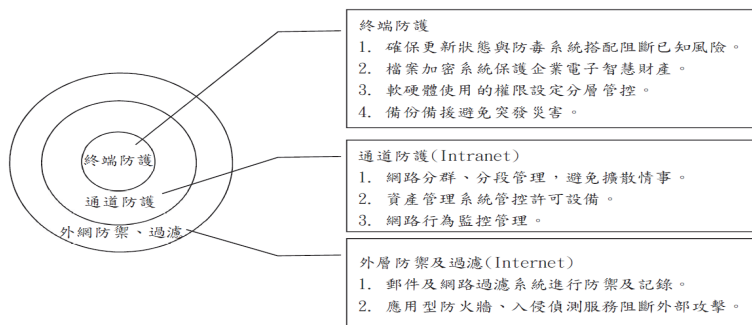 終端防護
通道防護
外網防禦、過濾
終端防護
1. 確保更新狀態與防毒系統搭配阻斷已知風險。
2. 檔案加密系統保護企業電子智慧財產。
3. 軟硬體使用的權限設定分層管控。
4. 備份備援避免突發災害。
通道防護(Intranet)
1. 網路分群、分段管理，避免擴散情事。
2. 資產管理系統管控許可設備。
3. 網路行為監控管理。
外層防禦及過濾(Internet)
1. 郵件及網路過濾系統進行防禦及記錄。
2. 應用型防火牆、入侵偵測服務阻斷外部攻擊。